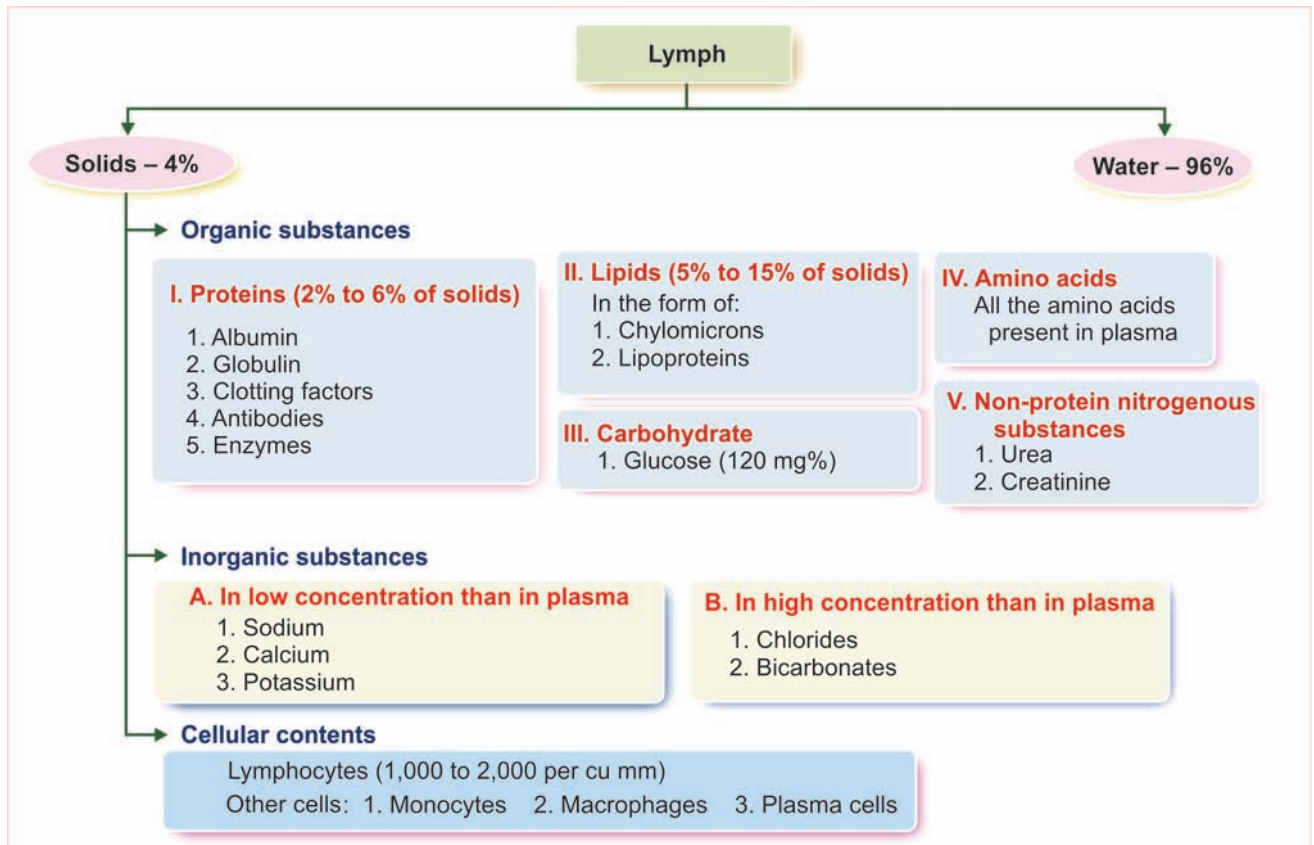 Lymph
Solids – 4%
Water – 96%
Organic substances
I. Proteins (2% to 6% of solids)
1. Albumin
2. Globulin
3. Clotting factors
4. Antibodies
5. Enzymes
II. Lipids (5% to 15% of solids)
In the form of:
1. Chylomicrons
2. Lipoproteins
III. Carbohydrate
1. Glucose (120 mg%)
IV. Amino acids
All the amino acids
present in plasma
V. Non-protein nitrogenous
substances
1. Urea
2. Creatinine
Inorganic substances
A. In low concentration than in plasma
1. Sodium
2. Calcium
3. Potassium
B. In high concentration than in plasma
1. Chlorides
2. Bicarbonates
Cellular contents
Lymphocytes (1,000 to 2,000 per cu mm)
Other cells: 1. Monocytes 2. Macrophages 3. Plasma cells